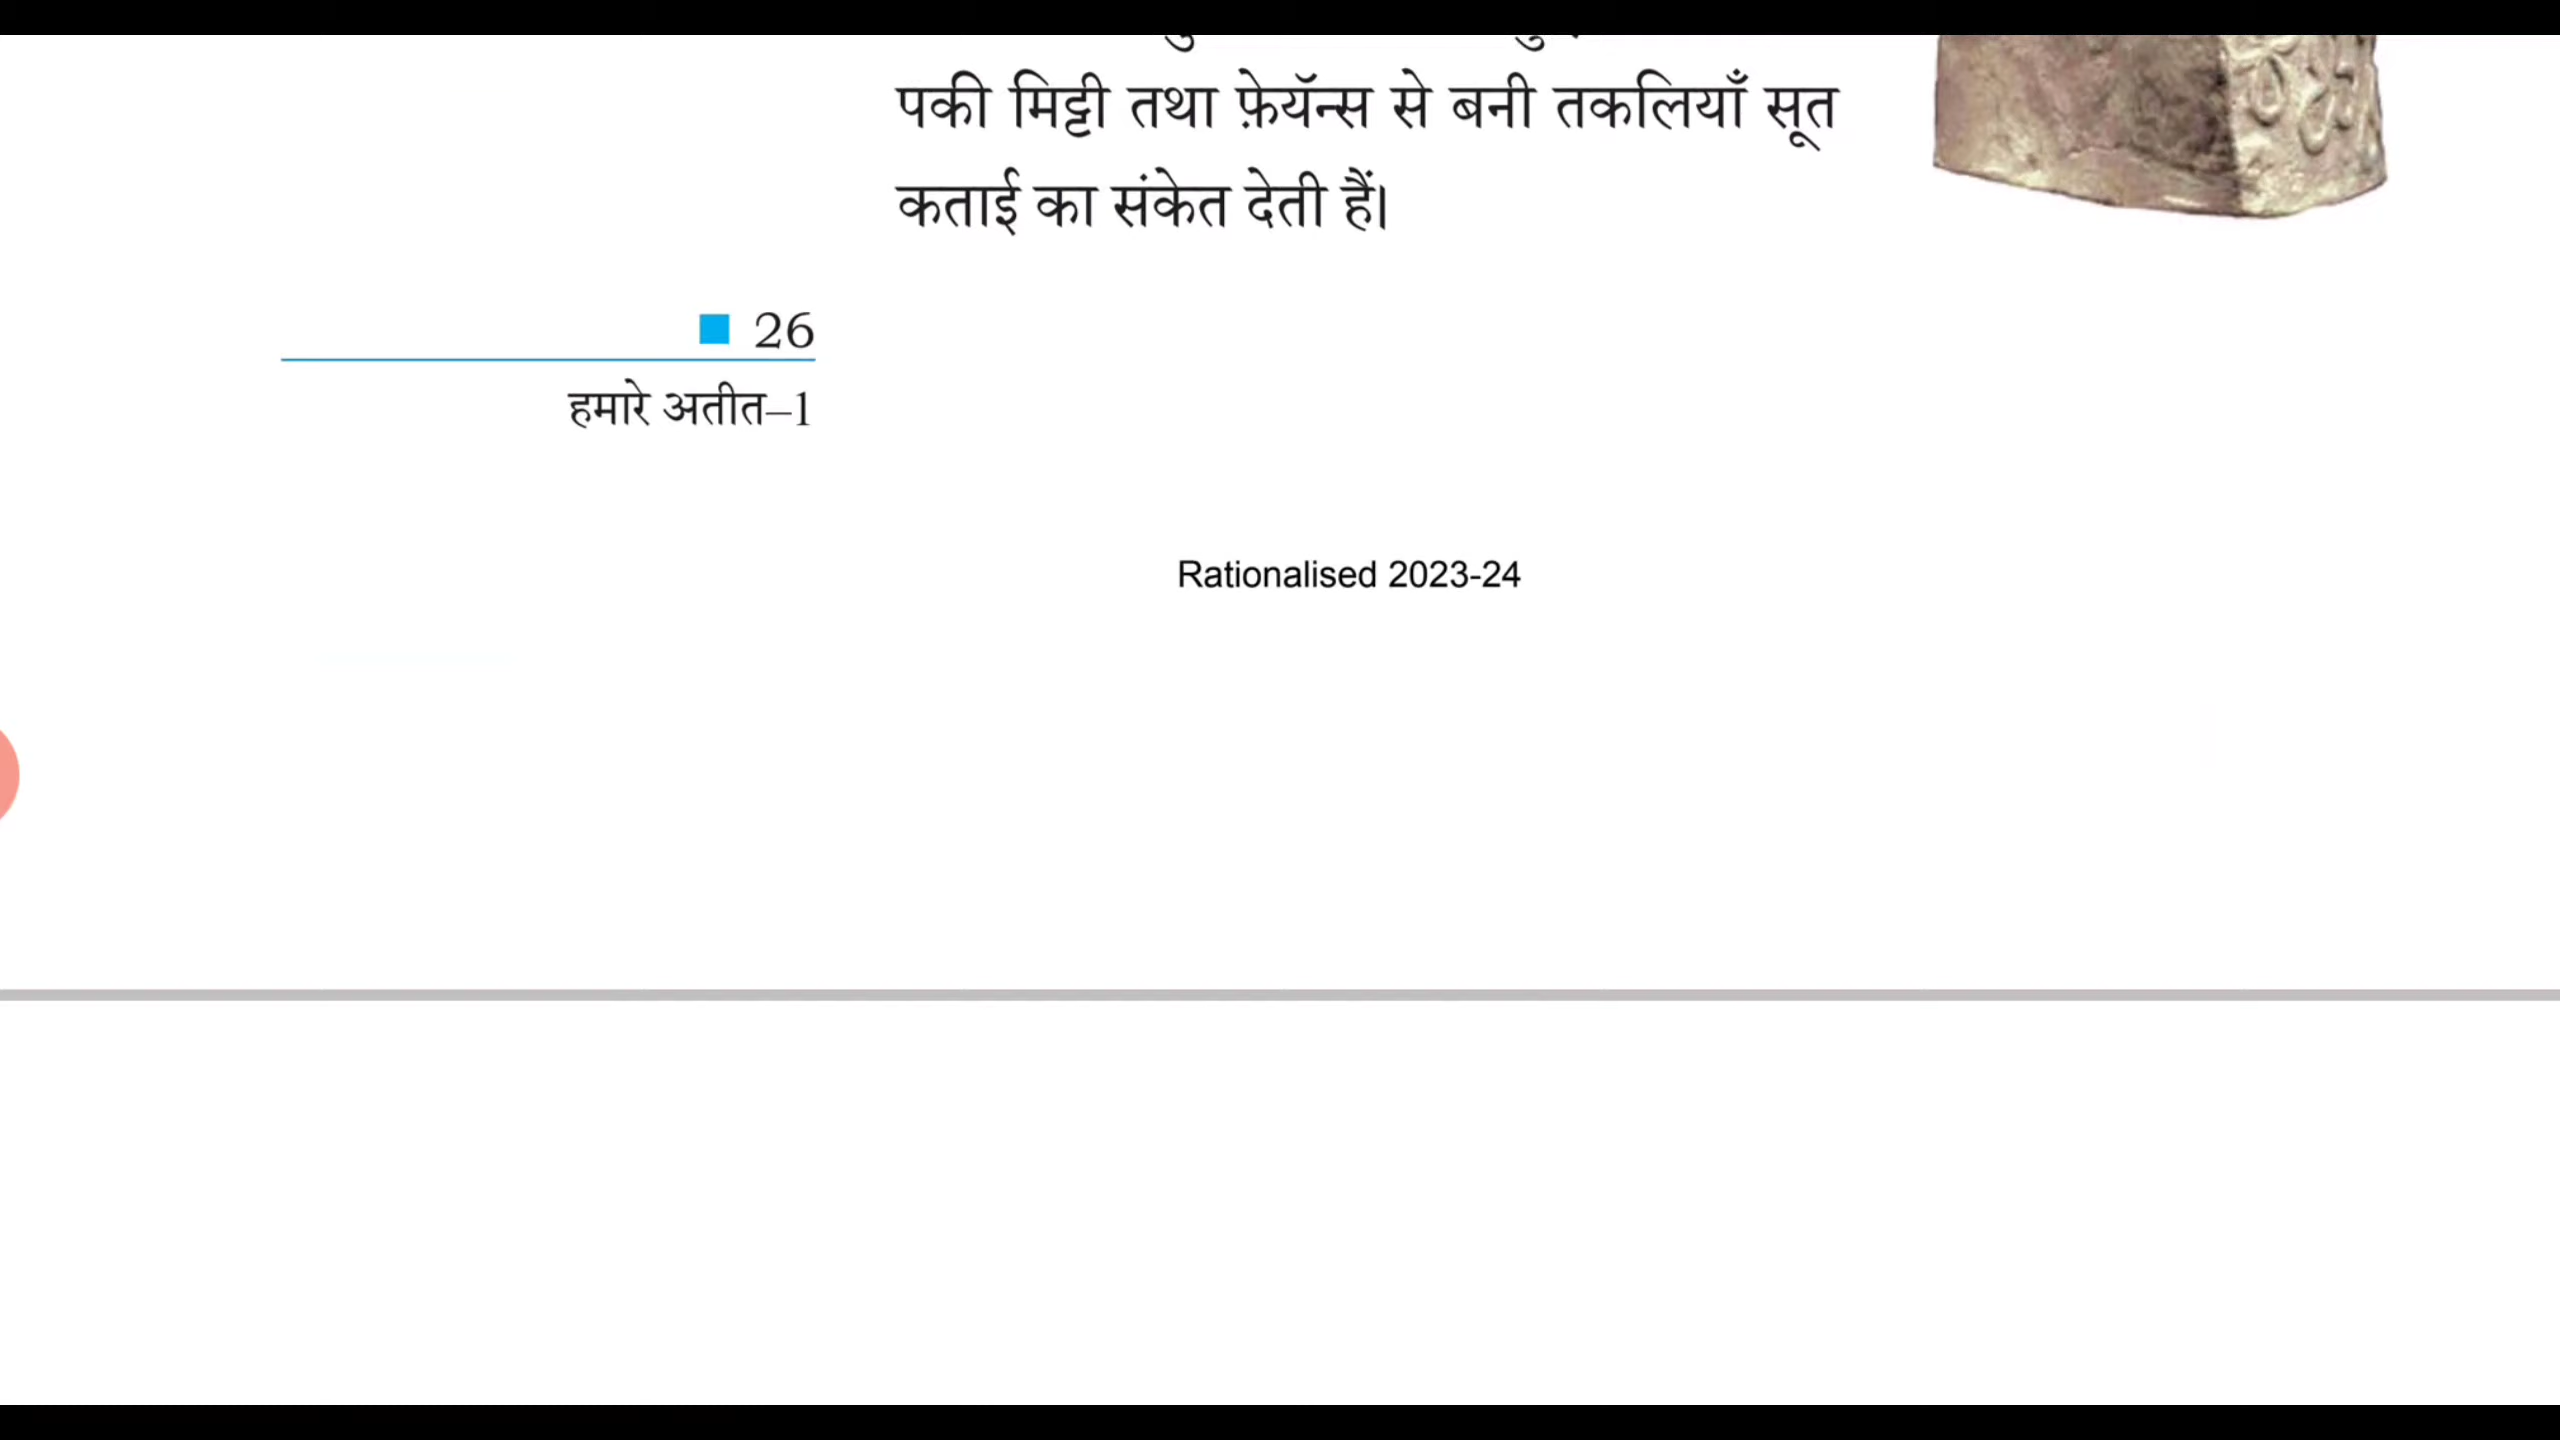 पकी मिट्टी तथा फ़ेयॅन्स से बनी तकलियाँ सूत
कताई का संकेत देती हैं।
■ 26
हमारे अतीत–1
Rationalised 2023-24